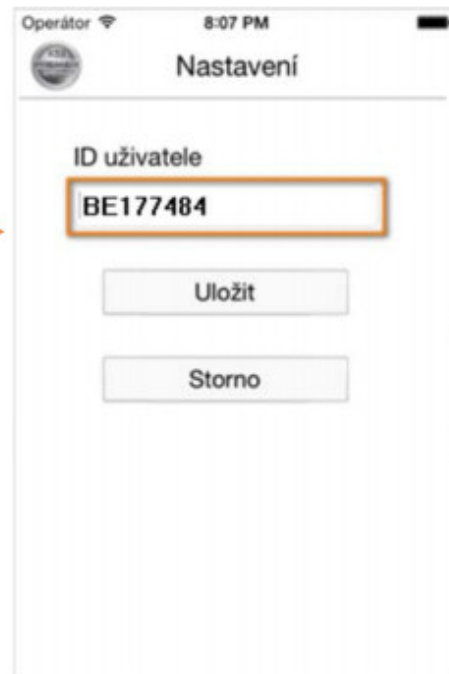 Operátor 8:07 PM
Nastavení
ID uživatele
BE177484
Uložit
Storno